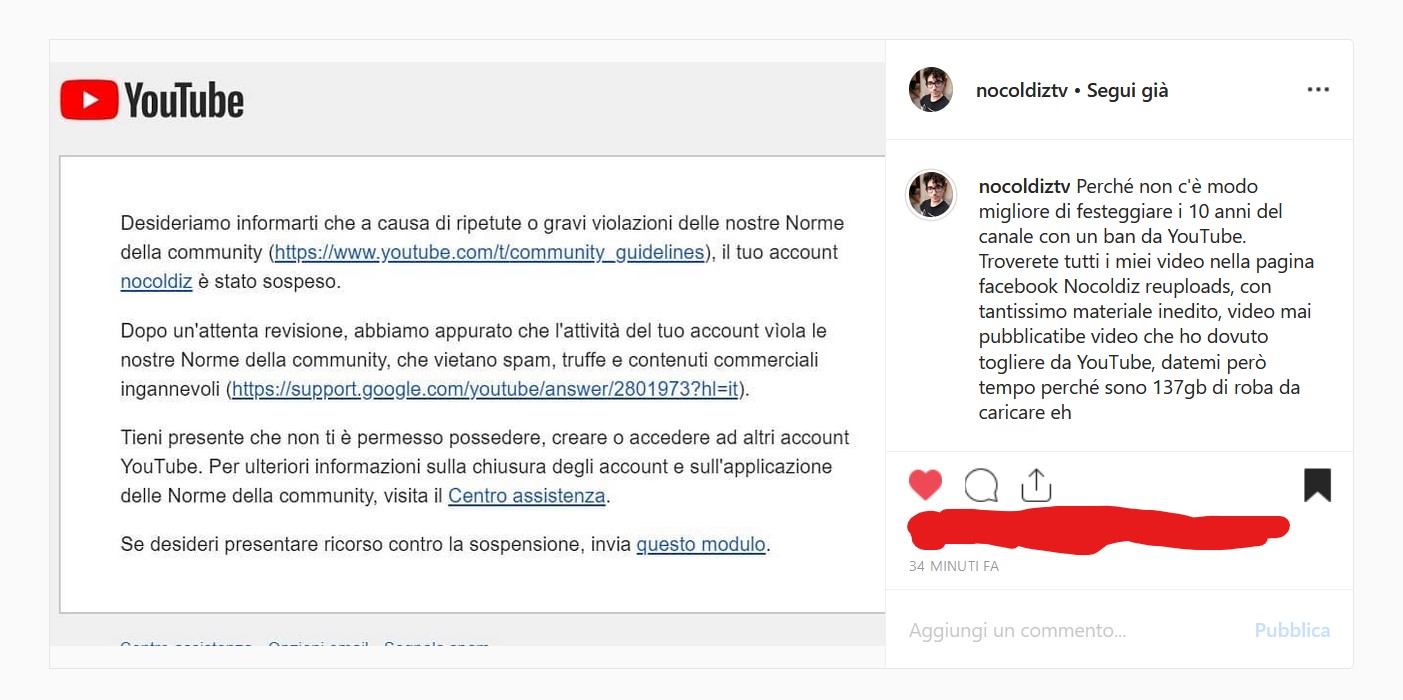 YouTube
Desideriamo informarti che a causa di ripetute o gravi violazioni delle nostre Norme
della community (https://www.youtube.com/t/community_guidelines), il tuo account
nocoldiz è stato sospeso.
Dopo un'attenta revisione, abbiamo appurato che l'attività del tuo account vìola le
nostre Norme della community, che vietano spam, truffe e contenuti commerciali
ingannevoli (https://support.google.com/youtube/answer/2801973?hl=it).
Tieni presente che non ti è permesso possedere, creare o accedere ad altri account
YouTube. Per ulteriori informazioni sulla chiusura degli account e sull'applicazione
delle Norme della community, visita il Centro assistenza.
Se desideri presentare ricorso contro la sospensione, invia questo modulo.
Centro assistenza · Opzioni email · Segnala spam
nocoldiztv • Segui già
nocoldiztv Perché non c'è modo
migliore di festeggiare i 10 anni del
canale con un ban da YouTube.
Troverete tutti i miei video nella pagina
facebook Nocoldiz reuploads, con
tantissimo materiale inedito, video mai
pubblicatibe video che ho dovuto
togliere da YouTube, datemi però
tempo perché sono 137gb di roba da
caricare eh
34 MINUTI FA
Aggiungi un commento...
Pubblica